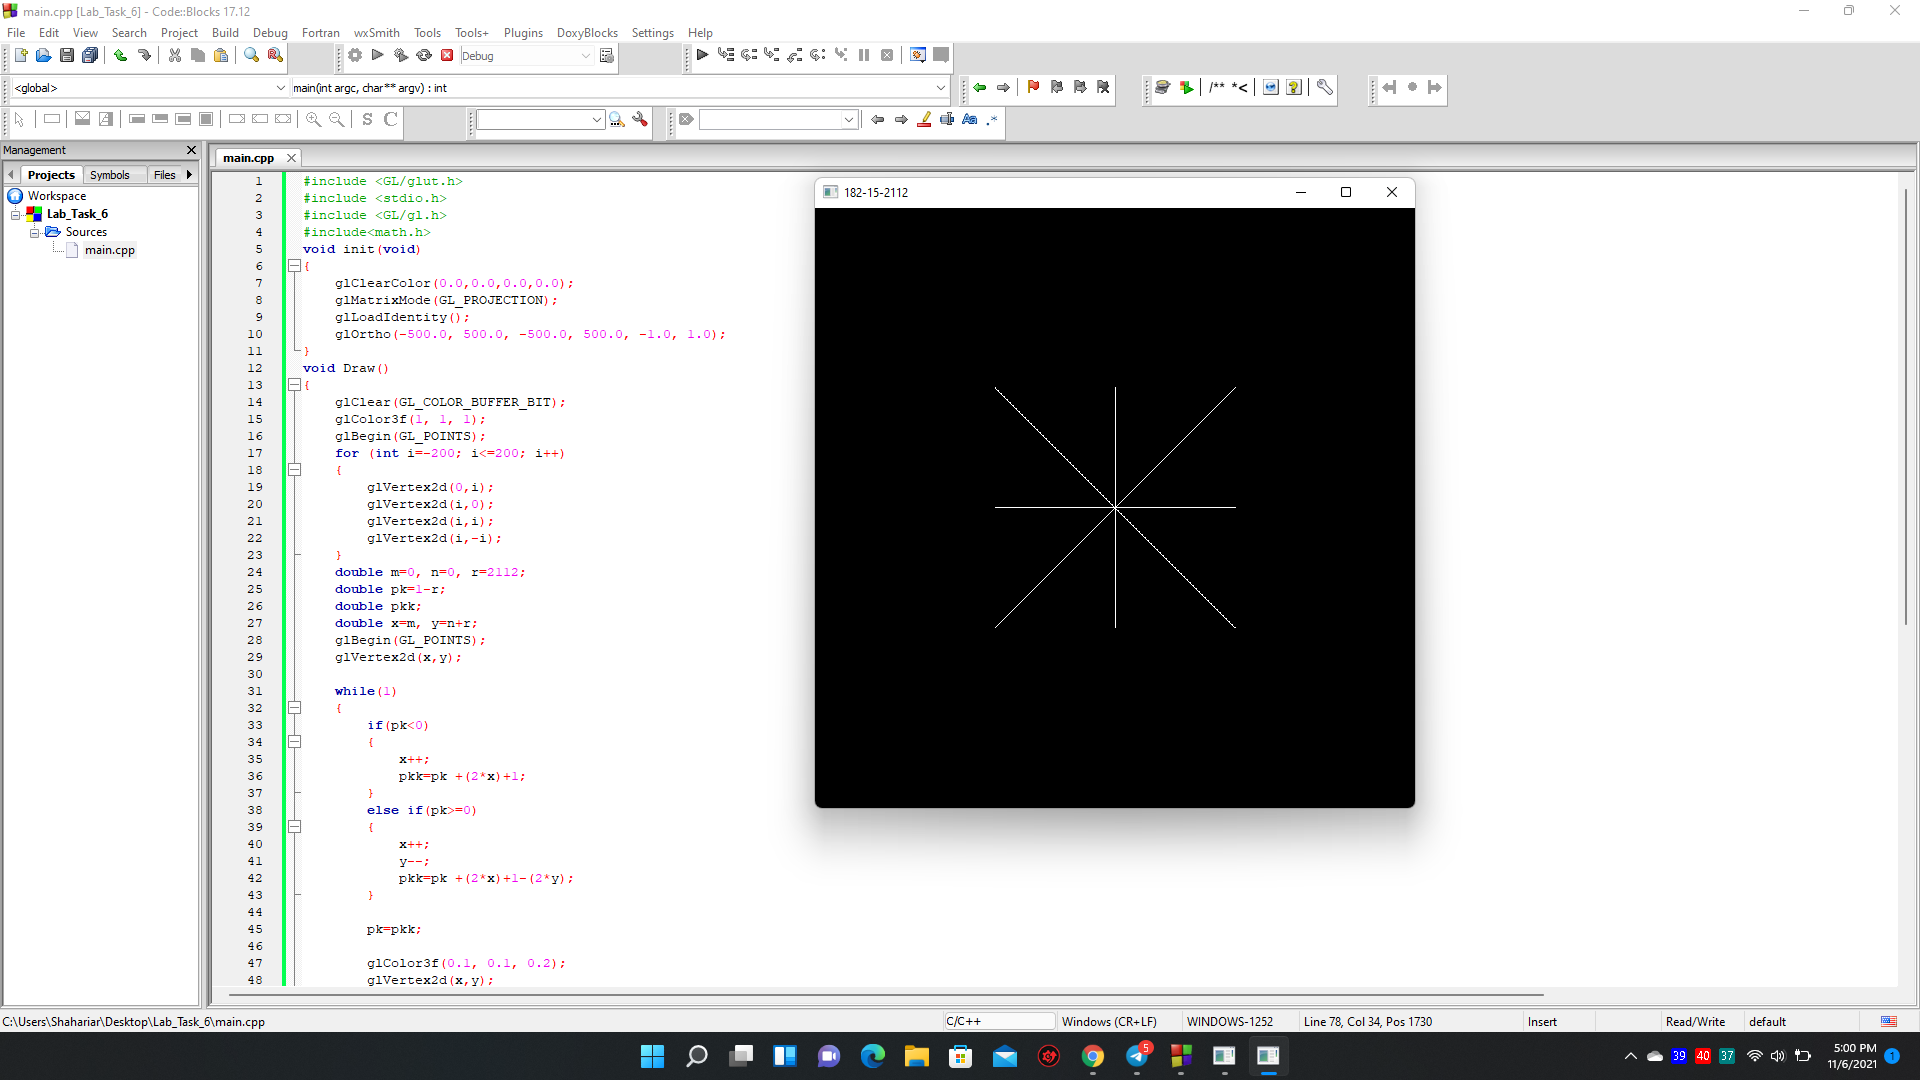 main.cpp [Lab_Task_6] - Code::Blocks 17.12
File Edit View Search Project Build Debug Fortran wxSmith Tools Tools+ Plugins DoxyBlocks Settings Help
Debug
<global> main(int argc, char** argv) : int
/** *<
S C
Aa .*
Management
Projects Symbols Files
Workspace
Lab_Task_6
Sources
main.cpp
main.cpp
1 #include <GL/glut.h>
2 #include <stdio.h>
3 #include <GL/gl.h>
4 #include<math.h>
5 void init(void)
6 {
7 glClearColor(0.0,0.0,0.0,0.0);
8 glMatrixMode(GL_PROJECTION);
9 glLoadIdentity();
10 glOrtho(-500.0, 500.0, -500.0, 500.0, -1.0, 1.0);
11 }
12 void Draw()
13 {
14 glClear(GL_COLOR_BUFFER_BIT);
15 glColor3f(1, 1, 1);
16 glBegin(GL_POINTS);
17 for (int i=-200; i<=200; i++)
18 {
19 glVertex2d(0,i);
20 glVertex2d(i,0);
21 glVertex2d(i,i);
22 glVertex2d(i,-i);
23 }
24 double m=0, n=0, r=2112;
25 double pk=1-r;
26 double pkk;
27 double x=m, y=n+r;
28 glBegin(GL_POINTS);
29 glVertex2d(x,y);
30
31 while(1)
32 {
33 if(pk<0)
34 {
35 x++;
36 pkk=pk +(2*x)+1;
37 }
38 else if(pk>=0)
39 {
40 x++;
41 y--;
42 pkk=pk +(2*x)+1-(2*y);
43 }
44
45 pk=pkk;
46
47 glColor3f(0.1, 0.1, 0.2);
48 glVertex2d(x,y);
182-15-2112
C:\Users\Shahariar\Desktop\Lab_Task_6\main.cpp C/C++ Windows (CR+LF) WINDOWS-1252 Line 78, Col 34, Pos 1730 Insert Read/Write default
5
39 40 37
5:00 PM
11/6/2021
1